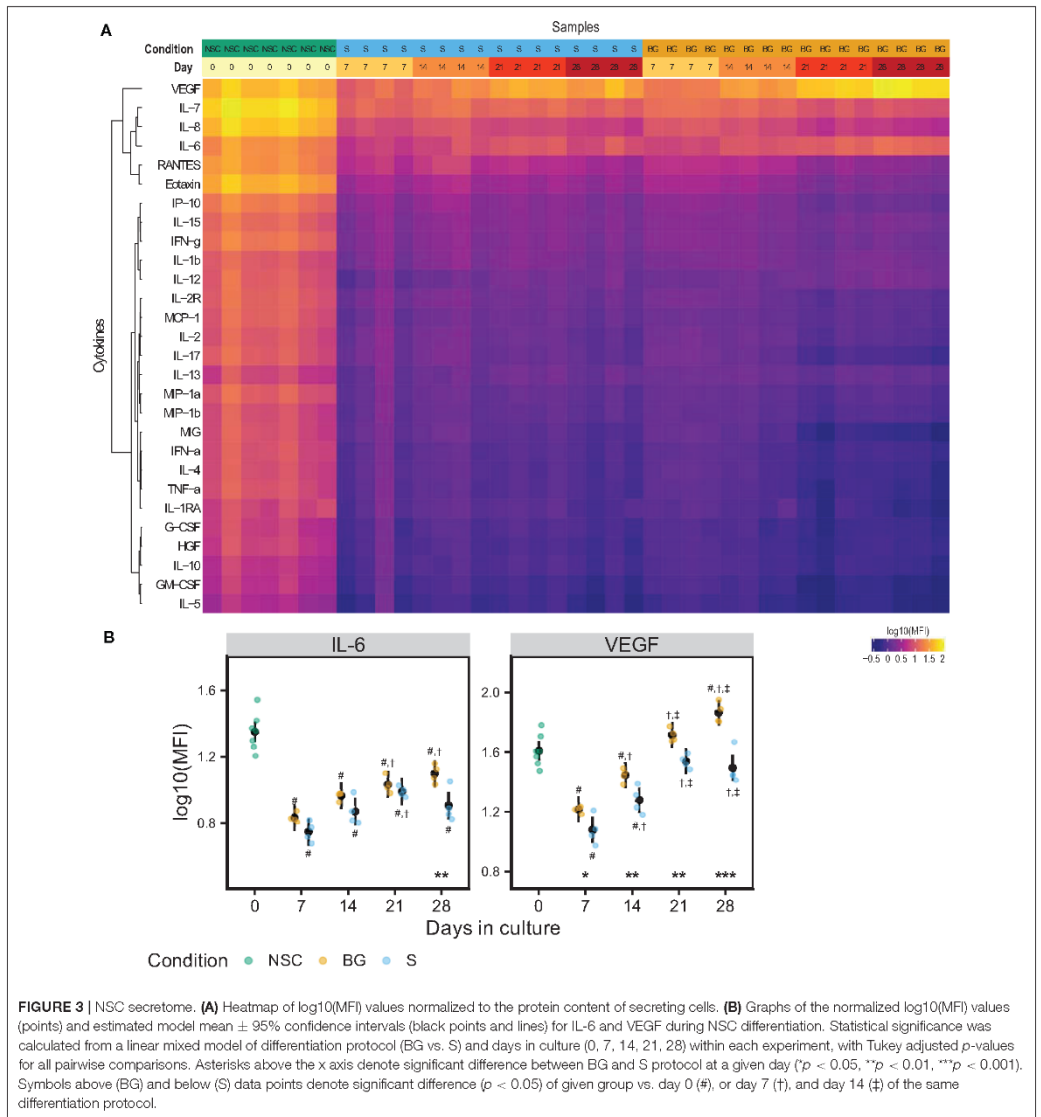 A
Samples
Condition NSC NSC NSC NSC NSC NSC NSC S S S S S S S S S S S S S S S S BG BG BG BG BG BG BG BG BG BG BG BG BG BG BG BG
Day 0 0 0 0 0 0 0 7 7 7 7 14 14 14 14 21 21 21 21 28 28 28 28 7 7 7 7 14 14 14 14 21 21 21 21 28 28 28 28
Cytokines
VEGF
IL-7
IL-8
IL-6
RANTES
Eotaxin
IP-10
IL-15
IFN-g
IL-1b
IL-12
IL-2R
MCP-1
IL-2
IL-17
IL-13
MIP-1a
MIP-1b
MIG
IFN-a
IL-4
TNF-a
IL-1RA
G-CSF
HGF
IL-10
GM-CSF
IL-5
log10(MFI)
-0.5 0 0.5 1 1.5 2
B
IL-6
VEGF
log10(MFI)
1.6
1.2
0.8
2.0
1.6
1.2
0.8
# # # # #,† #,† #,† #
**
# # #,† #,† †,‡ †,‡ #,†,‡ †,‡
* ** ** ***
0 7 14 21 28
0 7 14 21 28
Days in culture
Condition NSC BG S
FIGURE 3 | NSC secretome. (A) Heatmap of log10(MFI) values normalized to the protein content of secreting cells. (B) Graphs of the normalized log10(MFI) values
(points) and estimated model mean ± 95% confidence intervals (black points and lines) for IL-6 and VEGF during NSC differentiation. Statistical significance was
calculated from a linear mixed model of differentiation protocol (BG vs. S) and days in culture (0, 7, 14, 21, 28) within each experiment, with Tukey adjusted p-values
for all pairwise comparisons. Asterisks above the x axis denote significant difference between BG and S protocol at a given day (*p < 0.05, **p < 0.01, ***p < 0.001).
Symbols above (BG) and below (S) data points denote significant difference (p < 0.05) of given group vs. day 0 (#), or day 7 (†), and day 14 (‡) of the same
differentiation protocol.